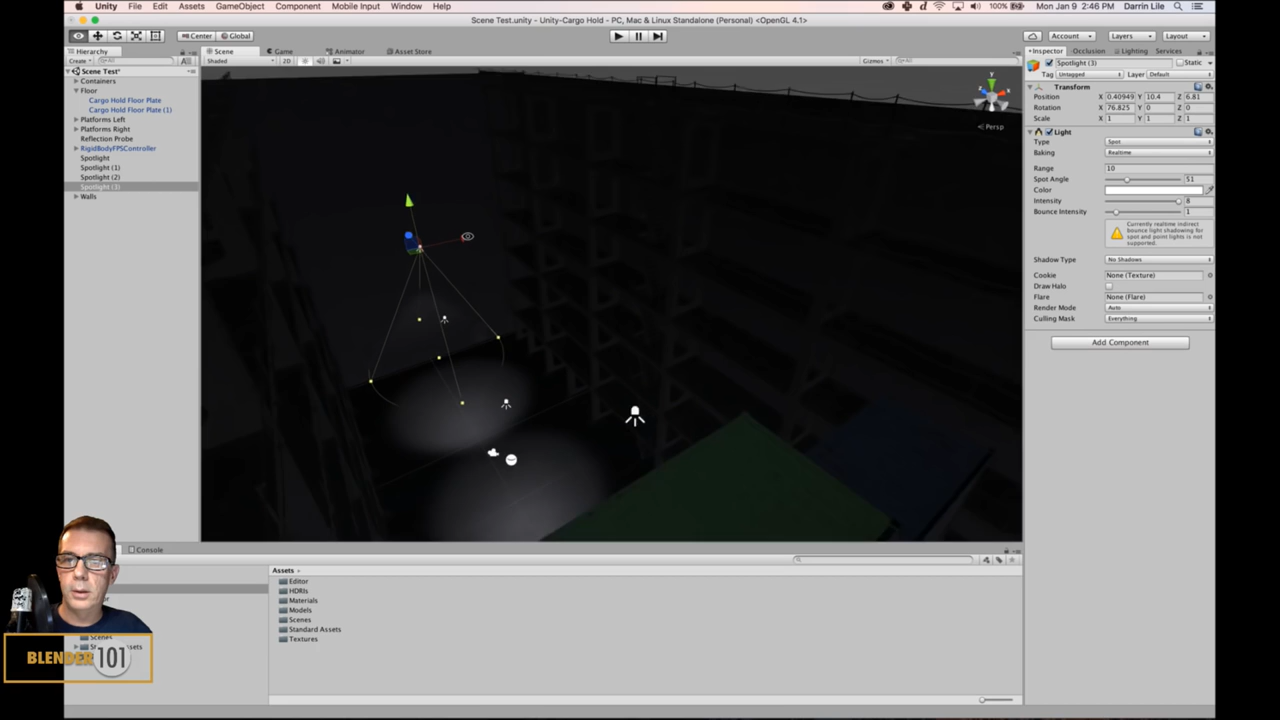 Unity File Edit Assets GameObject Component Mobile Input Window Help
100% Mon Jan 9 2:46 PM Darrin Lile
Scene Test.unity - Unity-Cargo Hold - PC, Mac & Linux Standalone (Personal) <OpenGL 4.1>
Center Global
Account Layers Layout
Hierarchy
Create
Scene Game Animator Asset Store
Shaded 2D Gizmos
Scene Test*
Containers
Floor
Cargo Hold Floor Plate
Cargo Hold Floor Plate (1)
Platforms Left
Platforms Right
Reflection Probe
RigidBodyFPSController
Spotlight
Spotlight (1)
Spotlight (2)
Spotlight (3)
Walls
Y
X
Z
Persp
Inspector Occlusion Lighting Services
Spotlight (3) Static
Tag Untagged Layer Default
Transform
Position X 0.40949 Y 10.4 Z 6.81
Rotation X 76.825 Y 0 Z 0
Scale X 1 Y 1 Z 1
Light
Type Spot
Baking Realtime
Range 10
Spot Angle 51
Color
Intensity 8
Bounce Intensity 1
Currently realtime indirect
bounce light shadowing for
spot and point lights is not
supported.
Shadow Type No Shadows
Cookie None (Texture)
Draw Halo
Flare None (Flare)
Render Mode Auto
Culling Mask Everything
Add Component
Console
Assets
Editor
HDRIs
Materials
Models
Scenes
Standard Assets
Textures
BLENDER 101